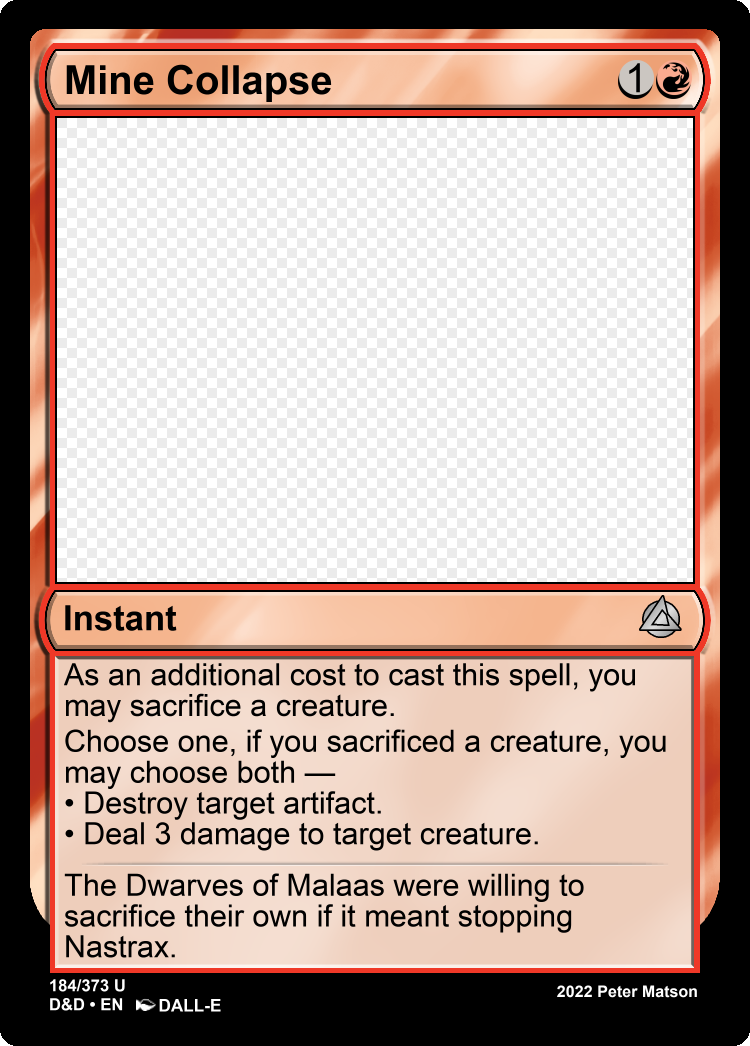 Mine Collapse 1
Instant
As an additional cost to cast this spell, you
may sacrifice a creature.
Choose one, if you sacrificed a creature, you
may choose both —
• Destroy target artifact.
• Deal 3 damage to target creature.
The Dwarves of Malaas were willing to
sacrifice their own if it meant stopping
Nastrax.
184/373 U
D&D • EN DALL-E
2022 Peter Matson